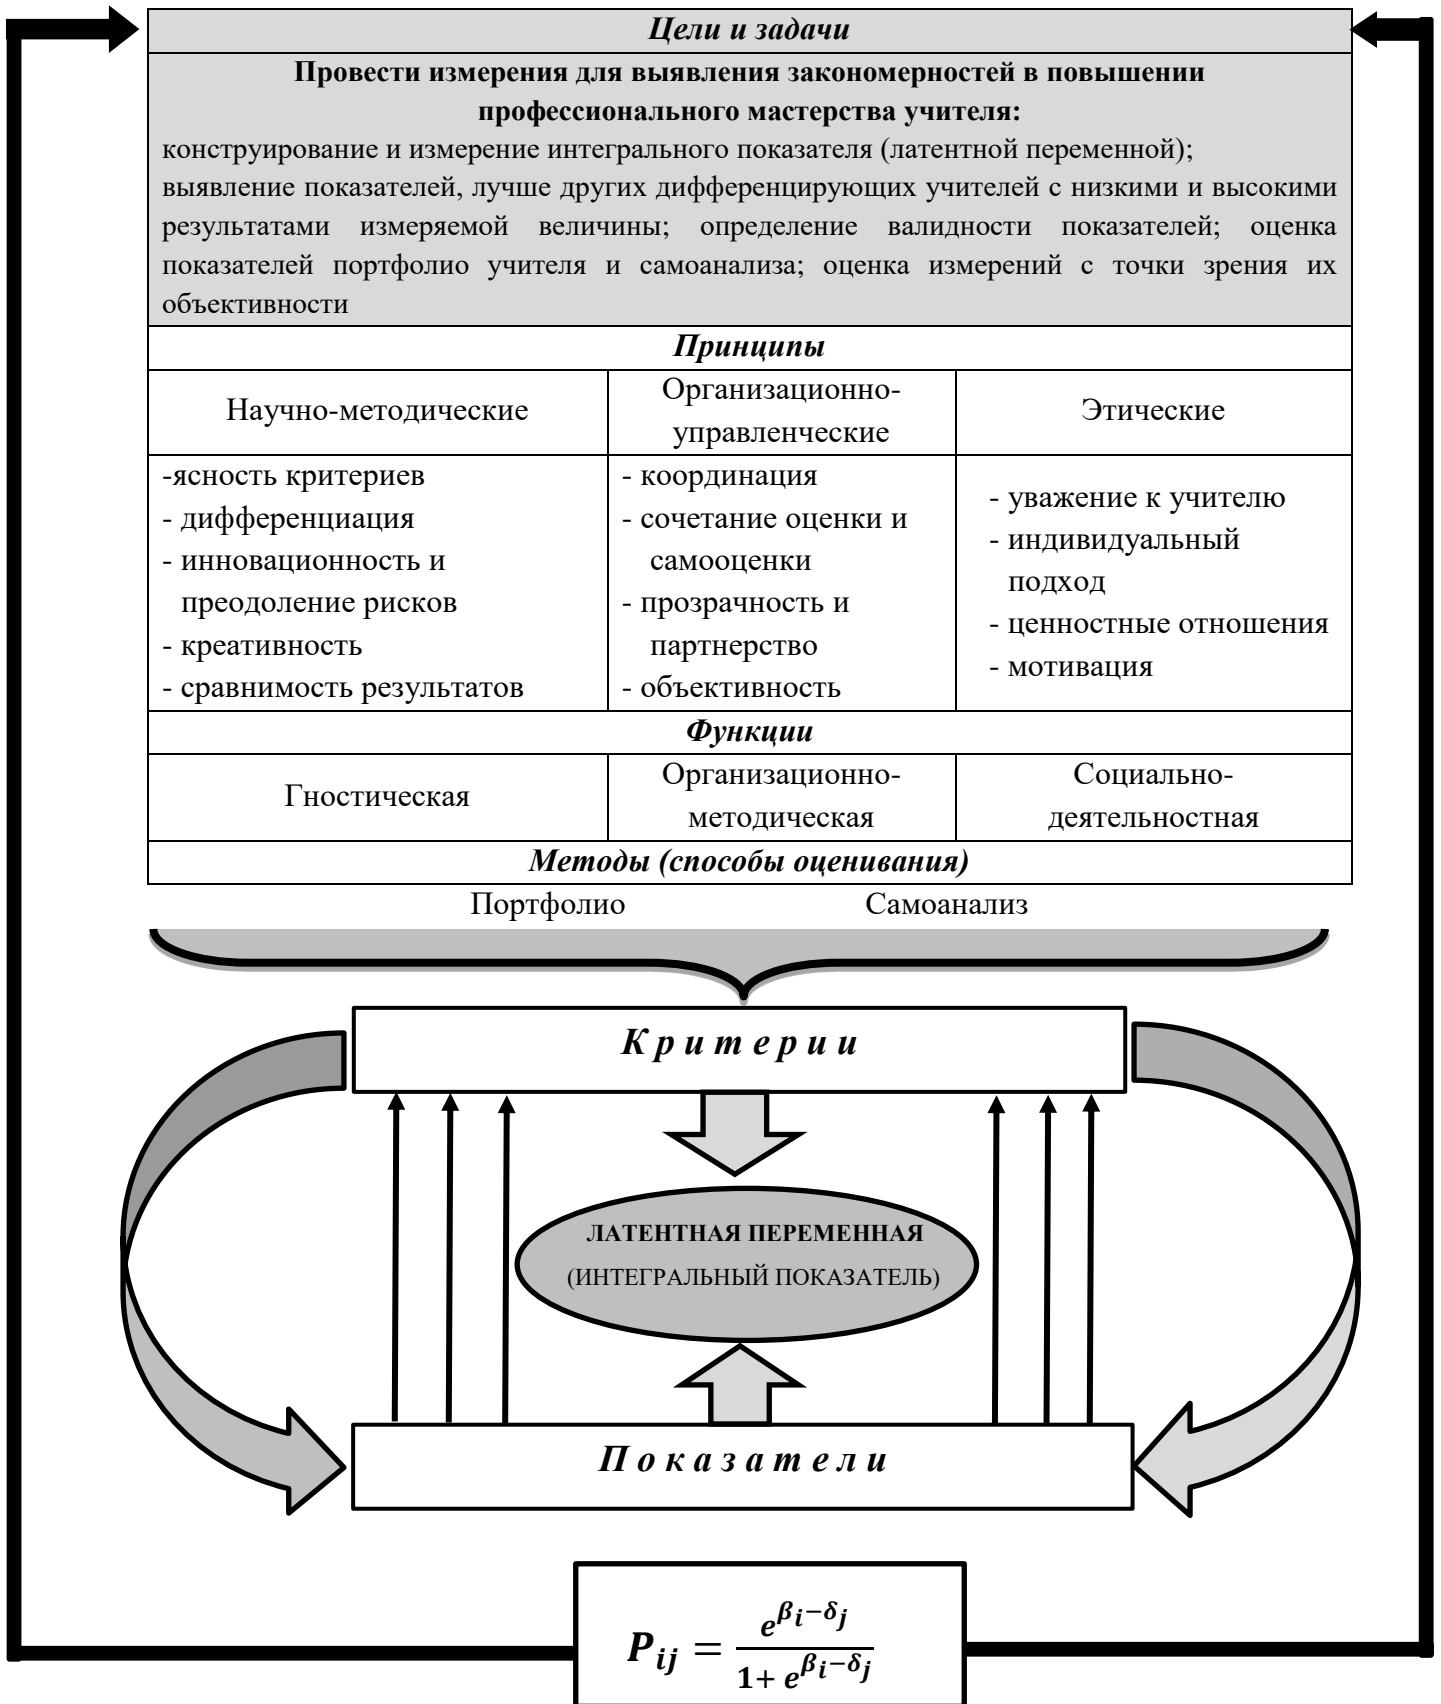 Цели и задачи
Провести измерения для выявления закономерностей в повышении
профессионального мастерства учителя:
конструирование и измерение интегрального показателя (латентной переменной);
выявление показателей, лучше других дифференцирующих учителей с низкими и высокими
результатами измеряемой величины; определение валидности показателей; оценка
показателей портфолио учителя и самоанализа; оценка измерений с точки зрения их
объективности
Принципы
Научно-методические
Организационно-
управленческие
Этические
-ясность критериев
- дифференциация
- инновационность и
преодоление рисков
- креативность
- сравнимость результатов
- координация
- сочетание оценки и
самооценки
- прозрачность и
партнерство
- объективность
- уважение к учителю
- индивидуальный
подход
- ценностные отношения
- мотивация
Функции
Гностическая
Организационно-
методическая
Социально-
деятельностная
Методы (способы оценивания)
Портфолио Самоанализ
К р и т е р и и
ЛАТЕНТНАЯ ПЕРЕМЕННАЯ
(ИНТЕГРАЛЬНЫЙ ПОКАЗАТЕЛЬ)
П о к а з а т е л и
P_{ij} = \frac{e^{β_i−δ_j}}{1+ e^{β_i−δ_j}}